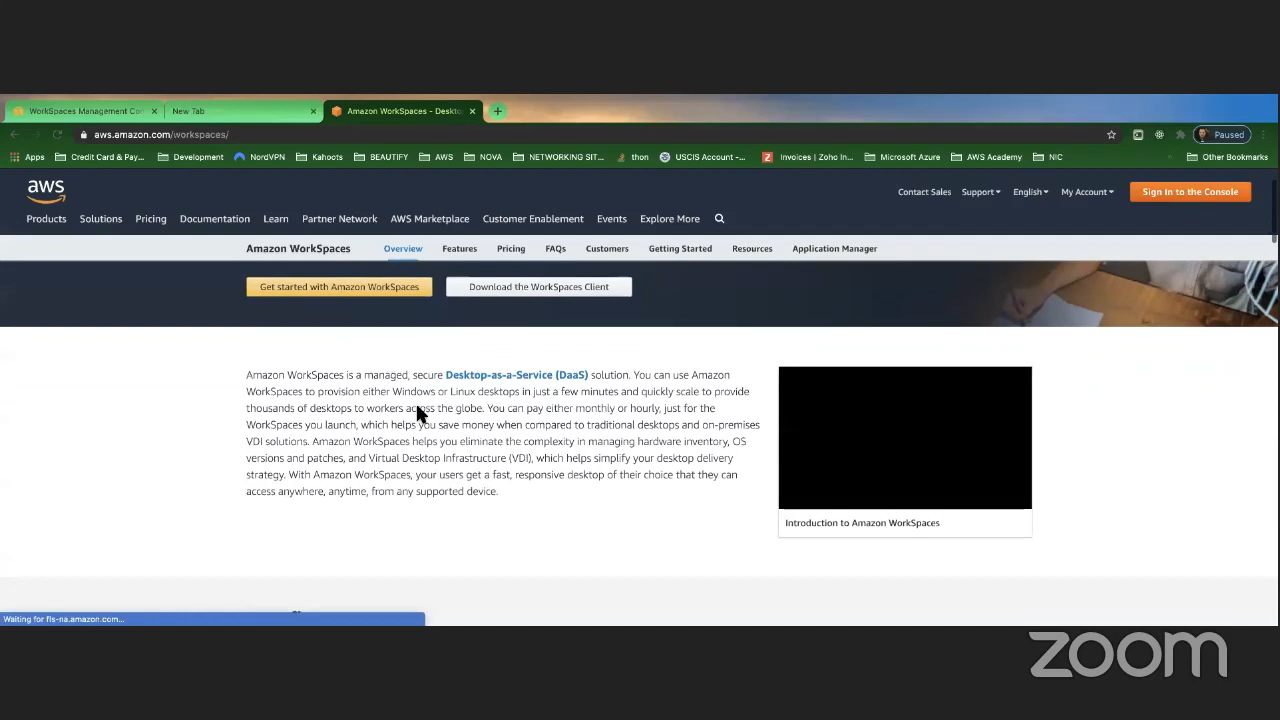 WorkSpaces Management Co
New Tab
Amazon WorkSpaces - Deskto
aws.amazon.com/workspaces/
Paused
Apps
Credit Card & Pay...
Development
NordVPN
Kahoots
BEAUTIFY
AWS
NOVA
NETWORKING SIT...
thon
USCIS Account -...
Invoices | Zoho In...
Microsoft Azure
AWS Academy
NIC
Other Bookmarks
aws
Contact Sales
Support
English
My Account
Sign In to the Console
Products
Solutions
Pricing
Documentation
Learn
Partner Network
AWS Marketplace
Customer Enablement
Events
Explore More
Amazon WorkSpaces
Overview
Features
Pricing
FAQs
Customers
Getting Started
Resources
Application Manager
Get started with Amazon WorkSpaces
Download the WorkSpaces Client
Amazon WorkSpaces is a managed, secure Desktop-as-a-Service (DaaS) solution. You can use Amazon
WorkSpaces to provision either Windows or Linux desktops in just a few minutes and quickly scale to provide
thousands of desktops to workers across the globe. You can pay either monthly or hourly, just for the
WorkSpaces you launch, which helps you save money when compared to traditional desktops and on-premises
VDI solutions. Amazon WorkSpaces helps you eliminate the complexity in managing hardware inventory, OS
versions and patches, and Virtual Desktop Infrastructure (VDI), which helps simplify your desktop delivery
strategy. With Amazon WorkSpaces, your users get a fast, responsive desktop of their choice that they can
access anywhere, anytime, from any supported device.
Introduction to Amazon WorkSpaces
Waiting for fls-na.amazon.com...
zoom